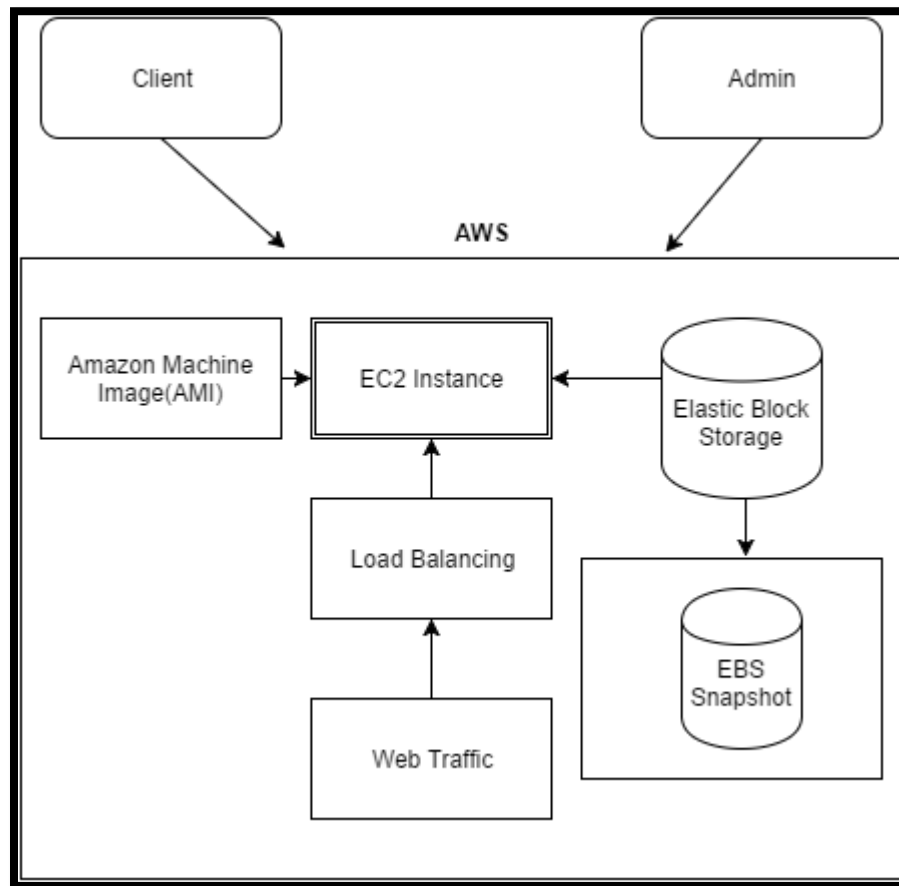 Client
Admin
AWS
Amazon Machine
Image(AMI)
EC2 Instance
Elastic Block
Storage
Load Balancing
EBS
Snapshot
Web Traffic